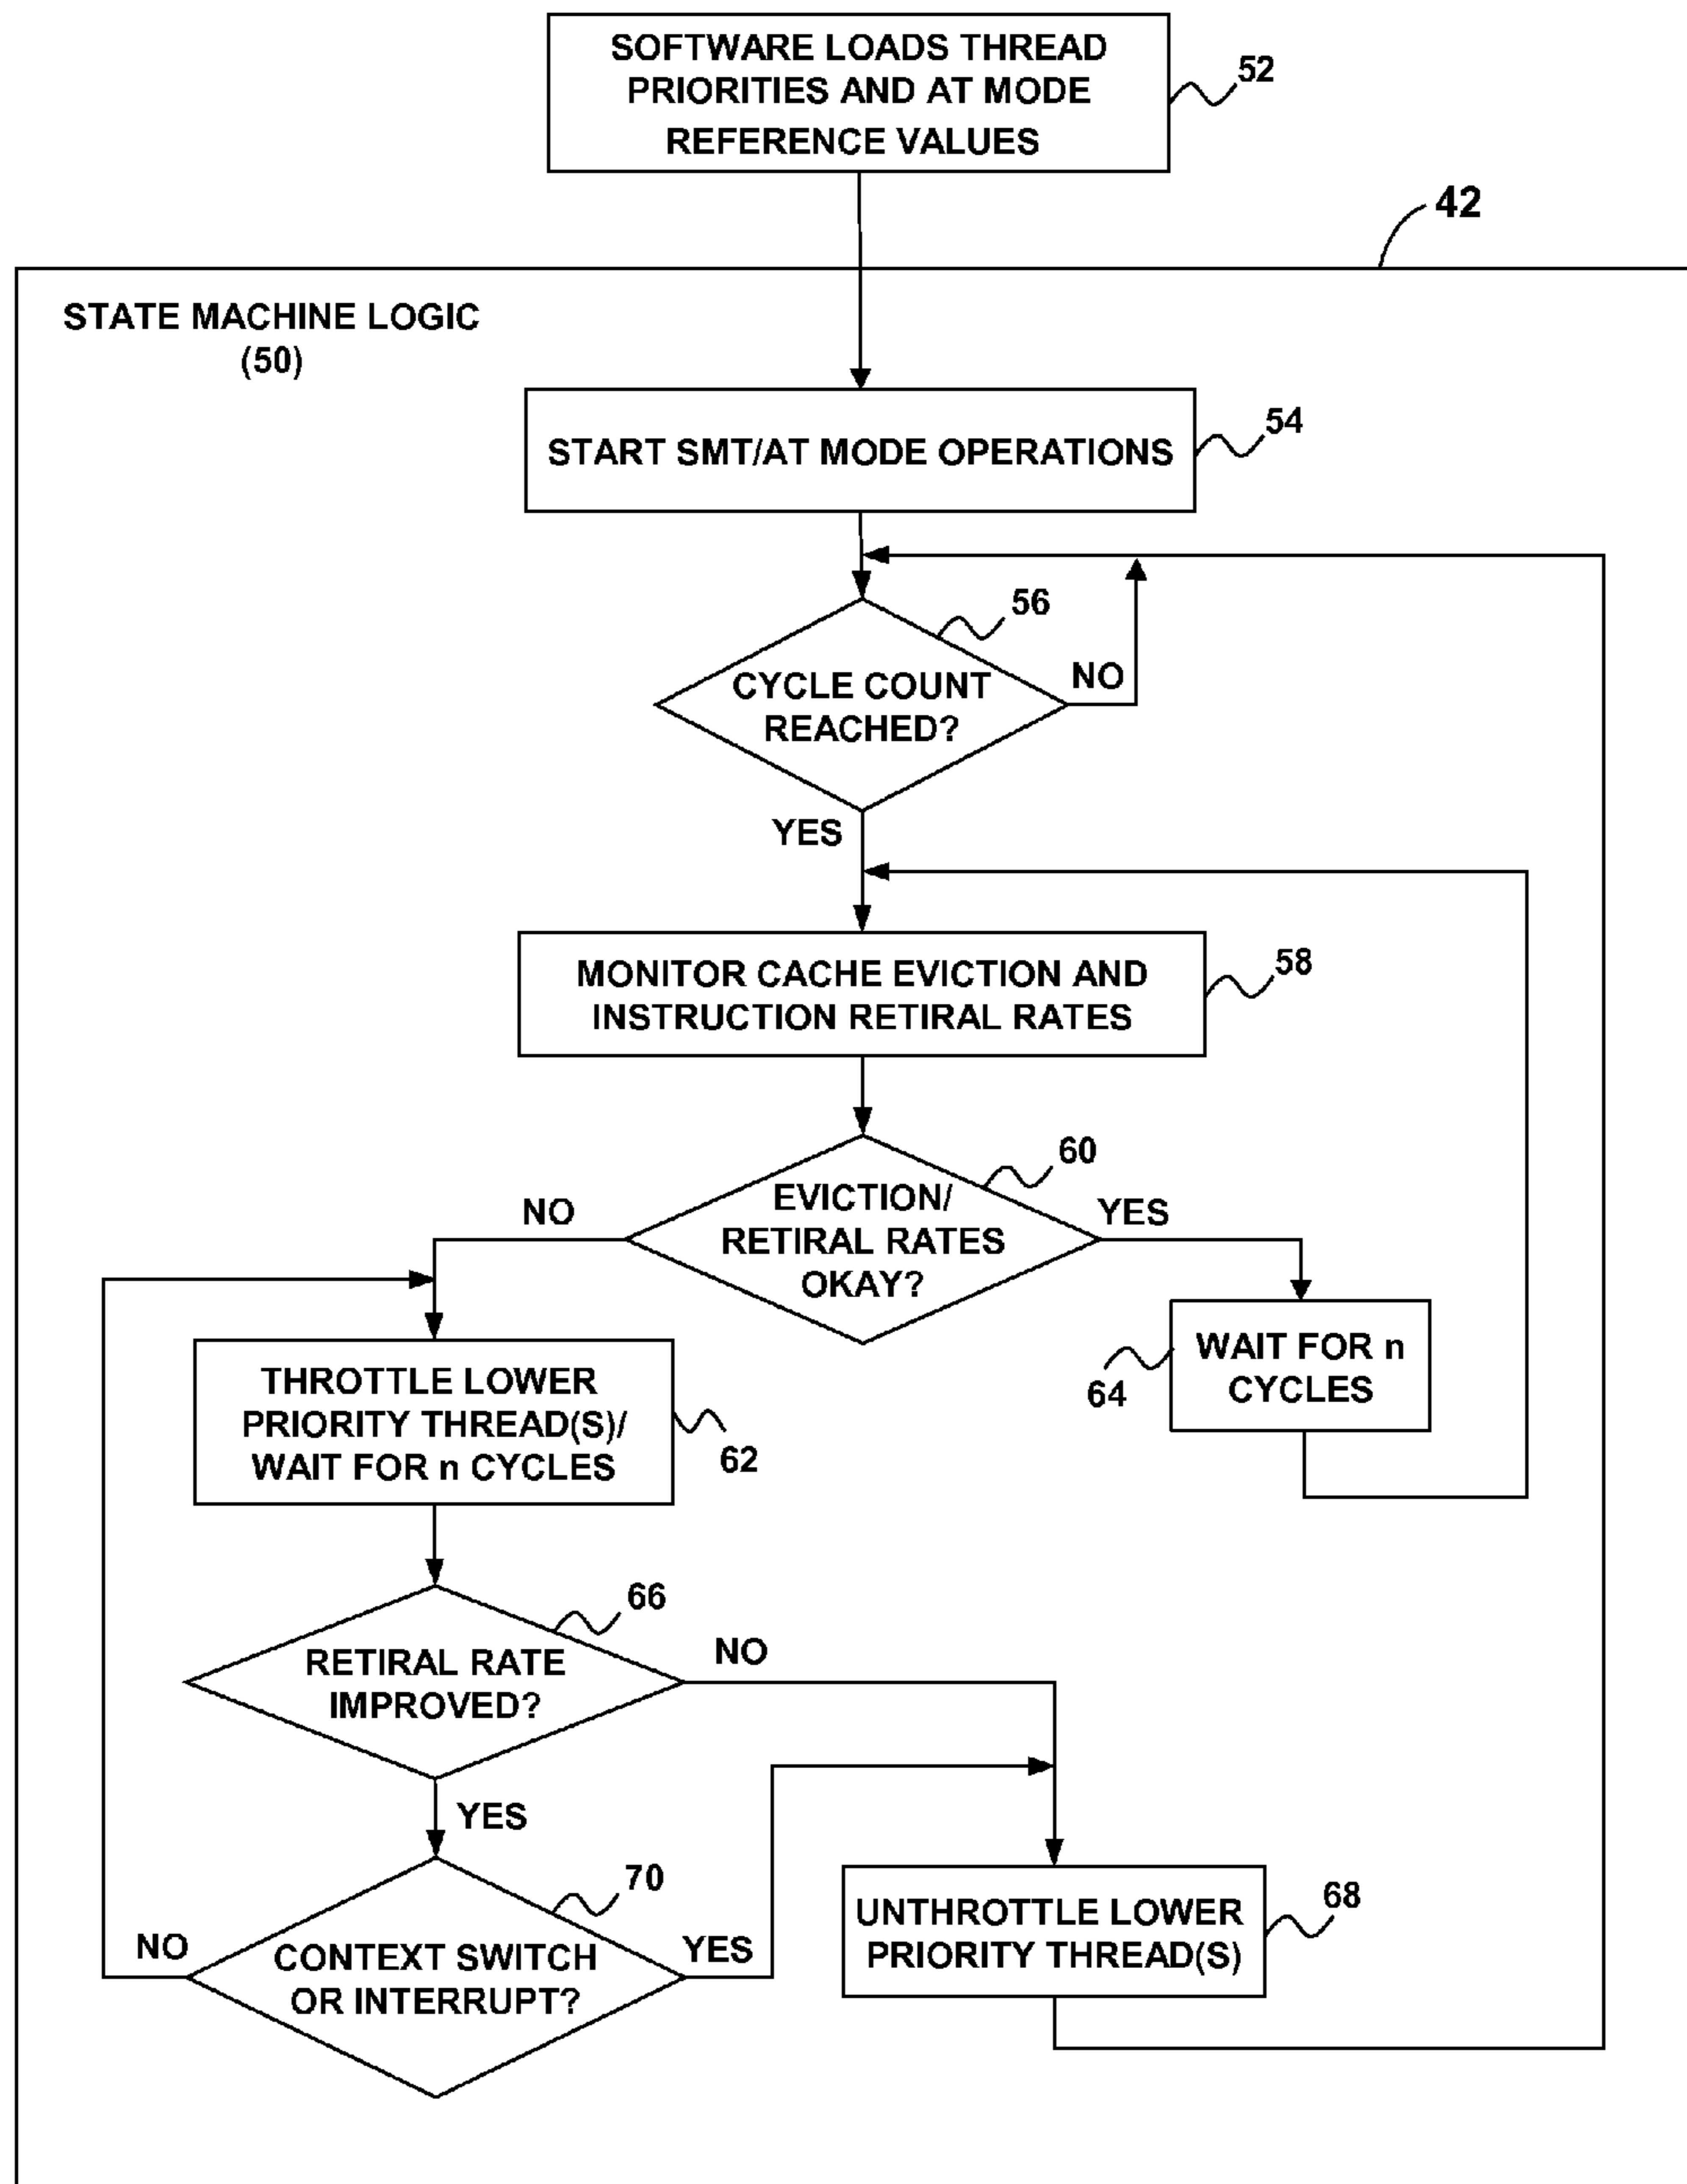 SOFTWARE LOADS THREAD
PRIORITIES AND AT MODE
REFERENCE VALUES
52
42
STATE MACHINE LOGIC
(50)
START SMT/AT MODE OPERATIONS
54
56
CYCLE COUNT
REACHED?
NO
YES
MONITOR CACHE EVICTION AND
INSTRUCTION RETIRAL RATES
58
60
EVICTION/
RETIRAL RATES
OKAY?
NO
YES
THROTTLE LOWER
PRIORITY THREAD(S)/
WAIT FOR n CYCLES
62
WAIT FOR n
CYCLES
64
66
RETIRAL RATE
IMPROVED?
NO
YES
70
CONTEXT SWITCH
OR INTERRUPT?
NO
YES
UNTHROTTLE LOWER
PRIORITY THREAD(S)
68